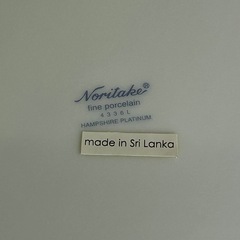 Noritake®
fine porcelain
4336L
HAMPSHIRE PLATINUM
made in Sri Lanka